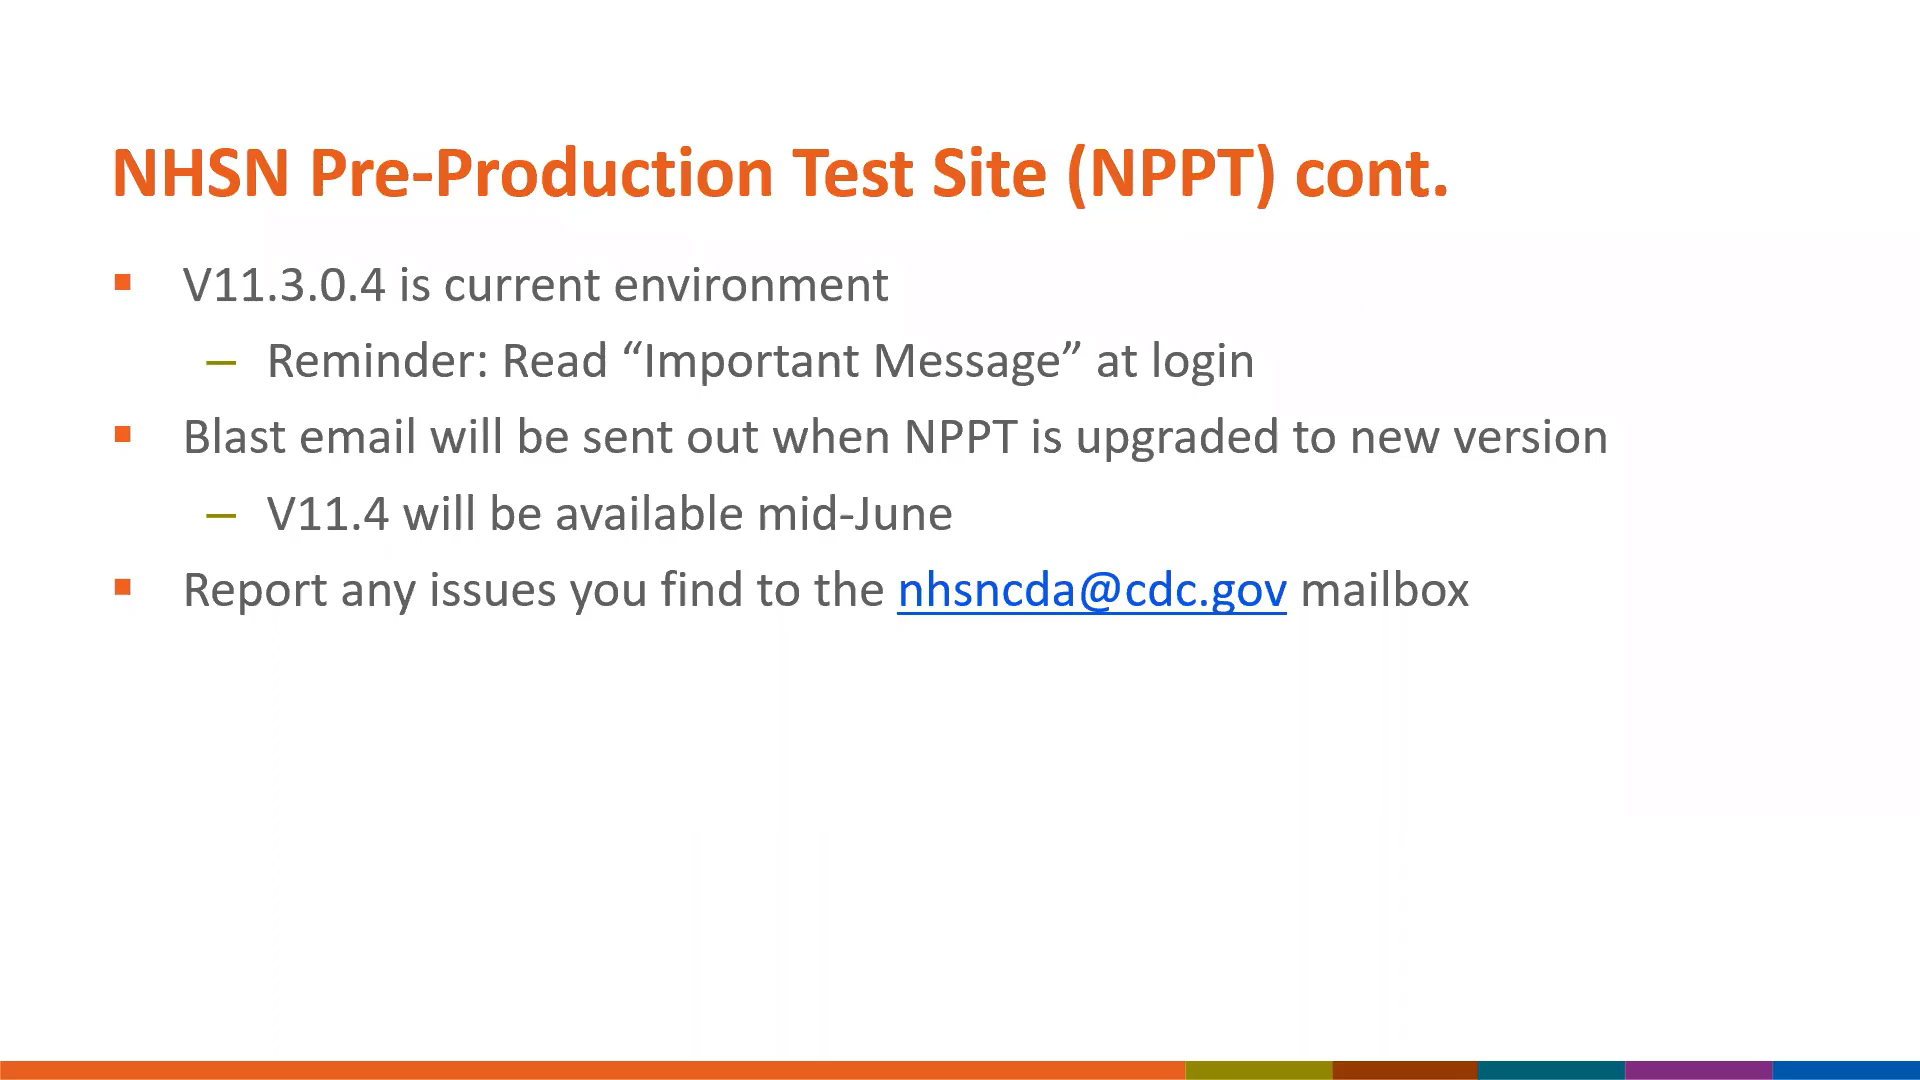 NHSN Pre-Production Test Site (NPPT) cont.
▪ V11.3.0.4 is current environment
– Reminder: Read “Important Message” at login
▪ Blast email will be sent out when NPPT is upgraded to new version
– V11.4 will be available mid-June
▪ Report any issues you find to the nhsncda@cdc.gov mailbox